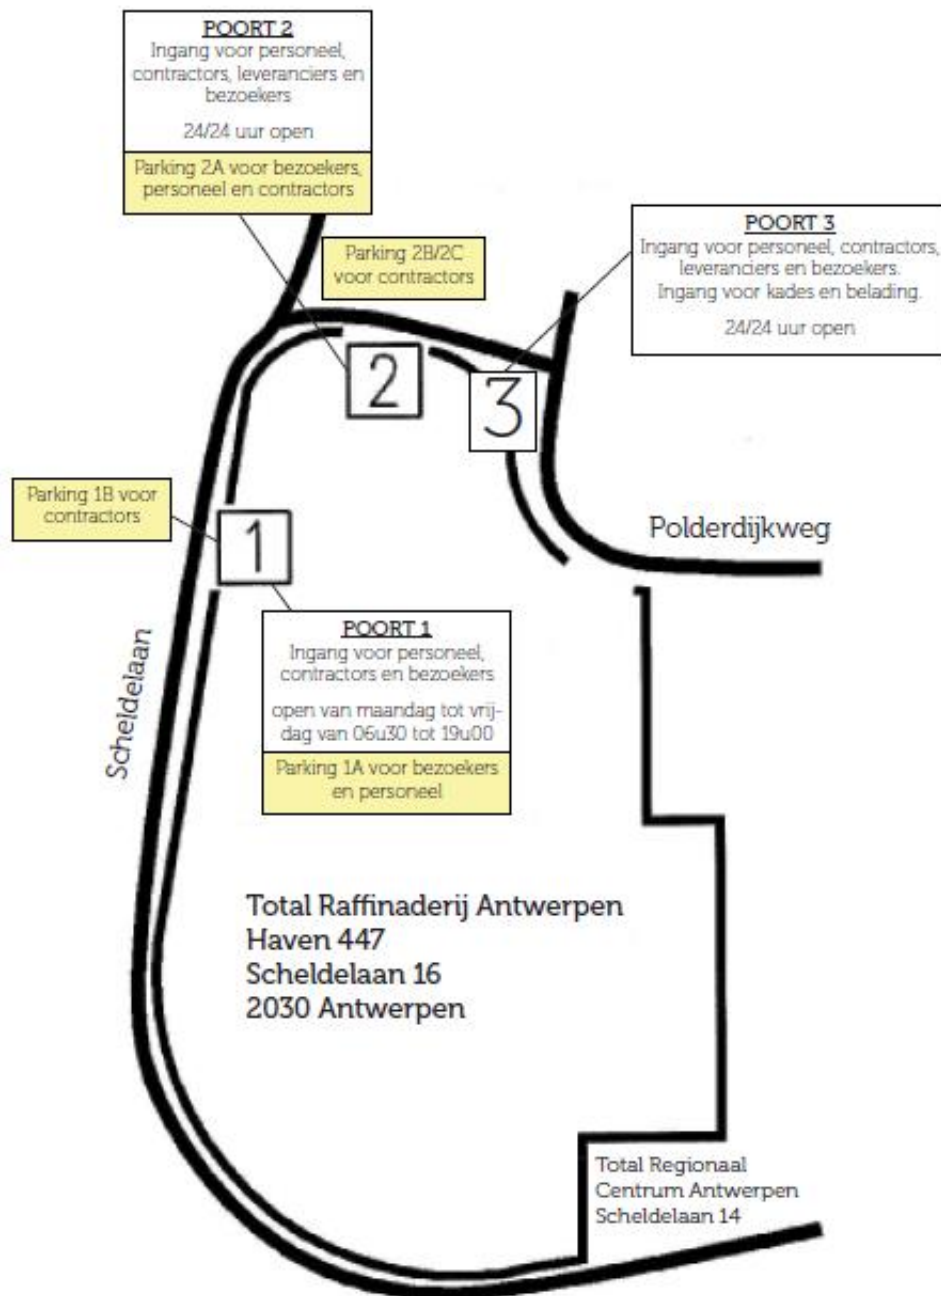 POORT 2
Ingang voor personeel,
contractors, leveranciers en
bezoekers
24/24 uur open
Parking 2A voor bezoekers,
personeel en contractors
Parking 2B/2C
voor contractors
POORT 3
Ingang voor personeel, contractors,
leveranciers en bezoekers.
Ingang voor kades en belading.
24/24 uur open
2
3
Parking 1B voor
contractors
1
Polderdijkweg
Scheldelaan
POORT 1
Ingang voor personeel,
contractors en bezoekers
open van maandag tot vrij-
dag van 06u30 tot 19u00
Parking 1A voor bezoekers
en personeel
Total Raffinaderij Antwerpen
Haven 447
Scheldelaan 16
2030 Antwerpen
Total Regionaal
Centrum Antwerpen
Scheldelaan 14